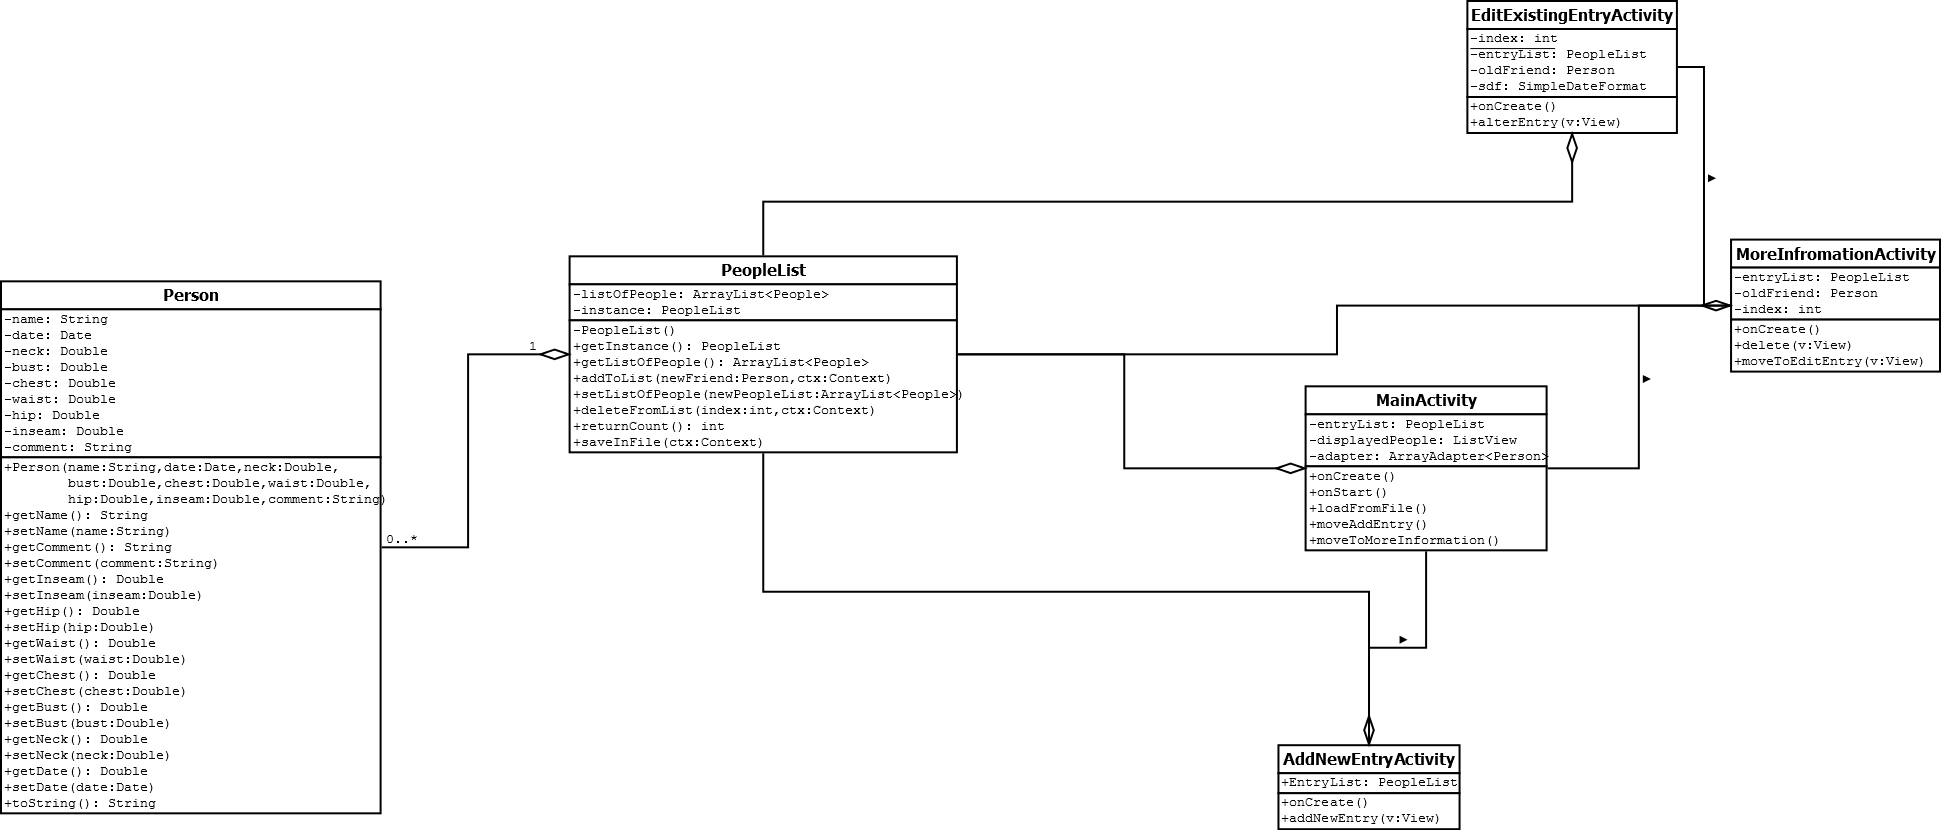 EditExistingEntryActivity
-index: int
-entryList: PeopleList
-oldFriend: Person
-sdf: SimpleDateFormat
+onCreate()
+alterEntry(v:View)
MoreInfromationActivity
-entryList: PeopleList
-oldFriend: Person
-index: int
+onCreate()
+delete(v:View)
+moveToEditEntry(v:View)
PeopleList
-listOfPeople: ArrayList<People>
-instance: PeopleList
-PeopleList()
+getInstance(): PeopleList
+getListOfPeople(): ArrayList<People>
+addToList(newFriend:Person,ctx:Context)
+setListOfPeople(newPeopleList:ArrayList<People>)
+deleteFromList(index:int,ctx:Context)
+returnCount(): int
+saveInFile(ctx:Context)
1
0..*
Person
-name: String
-date: Date
-neck: Double
-bust: Double
-chest: Double
-waist: Double
-hip: Double
-inseam: Double
-comment: String
+Person(name:String,date:Date,neck:Double,
bust:Double,chest:Double,waist:Double,
hip:Double,inseam:Double,comment:String)
+getName(): String
+setName(name:String)
+getComment(): String
+setComment(comment:String)
+getInseam(): Double
+setInseam(inseam:Double)
+getHip(): Double
+setHip(hip:Double)
+getWaist(): Double
+setWaist(waist:Double)
+getChest(): Double
+setChest(chest:Double)
+getBust(): Double
+setBust(bust:Double)
+getNeck(): Double
+setNeck(neck:Double)
+getDate(): Double
+setDate(date:Date)
+toString(): String
MainActivity
-entryList: PeopleList
-displayedPeople: ListView
-adapter: ArrayAdapter<Person>
+onCreate()
+onStart()
+loadFromFile()
+moveAddEntry()
+moveToMoreInformation()
AddNewEntryActivity
+EntryList: PeopleList
+onCreate()
+addNewEntry(v:View)